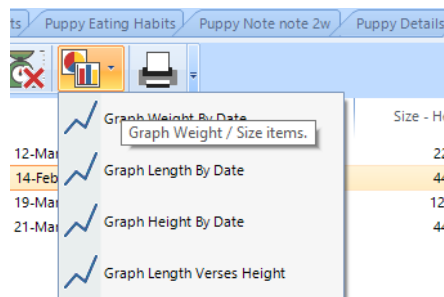 ts Puppy Eating Habits Puppy Note note 2w Puppy Details
Graph Weight By Date
Graph Weight / Size items.
Size - H
12-Mar
22
Graph Length By Date
14-Feb
44
19-Mar
12
Graph Height By Date
21-Mar
44
Graph Length Verses Height